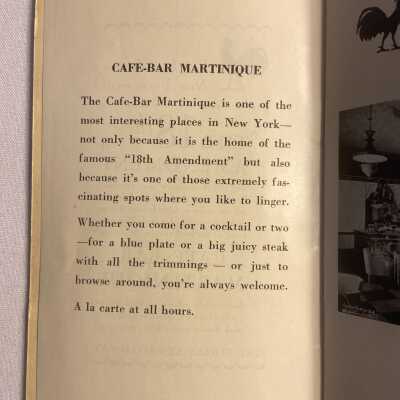 CAFE-BAR MARTINIQUE
The Cafe-Bar Martinique is one of the
most interesting places in New York—
not only because it is the home of the
famous "18th Amendment" but also
because it's one of those extremely fas-
cinating spots where you like to linger.
Whether you come for a cocktail or two
—for a blue plate or a big juicy steak
with all the trimmings — or just to
browse around, you're always welcome.
A la carte at all hours.